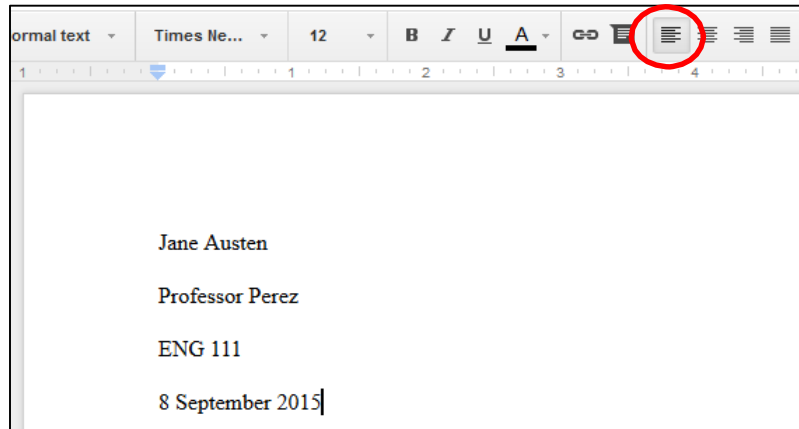 ormal text Times Ne... 12 B I U A
1 1 2 3 4
Jane Austen
Professor Perez
ENG 111
8 September 2015